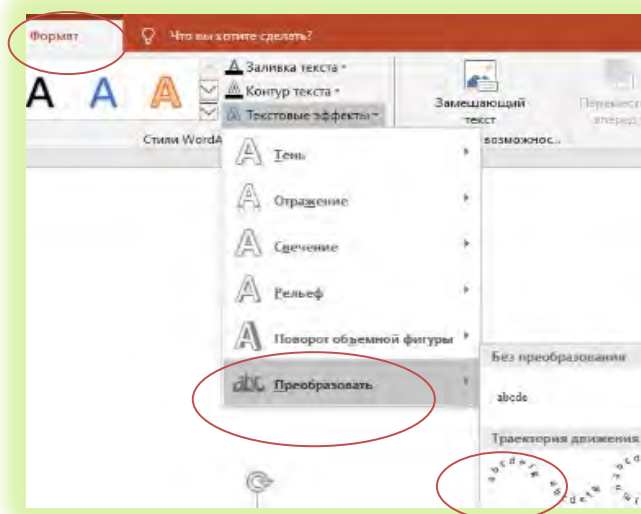 Формат
Что вы хотите сделать?
A A A
Заливка текста
Контур текста
Текстовые эффекты
Стили WordA
Замещающий
текст
возможнос...
Тень
Отражение
Свечение
Рельеф
Поворот объемной фигуры
abc Преобразовать
Без преобразования
abcde
Траектория движения